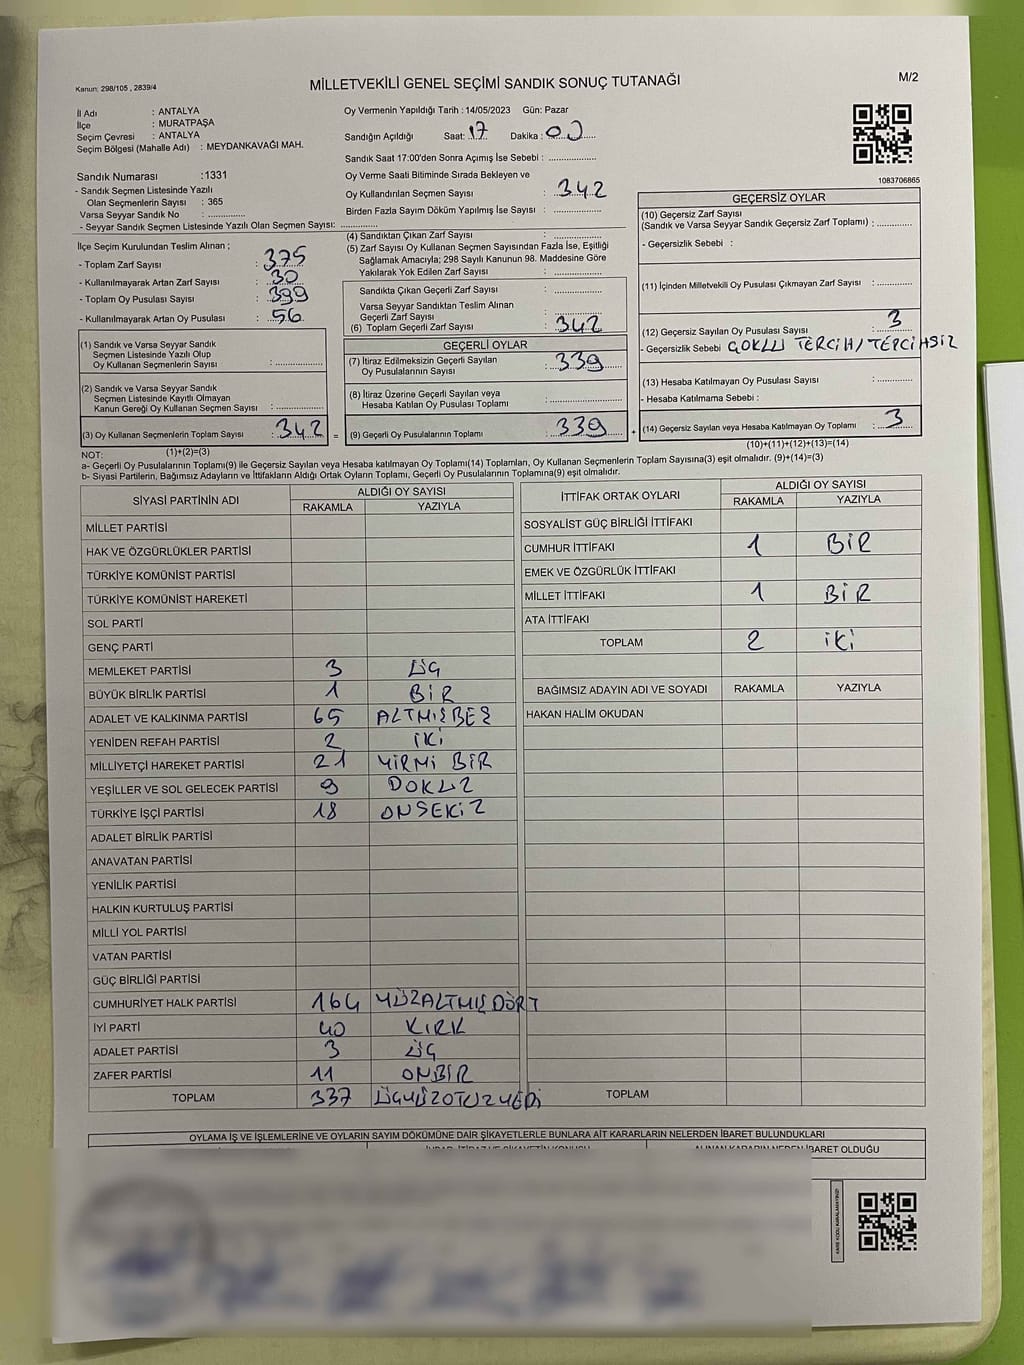 Kanun: 298/105 , 2839/4
MİLLETVEKİLİ GENEL SEÇİMİ SANDIK SONUÇ TUTANAĞI
M/2
İl Adı : ANTALYA
İlçe : MURATPAŞA
Seçim Çevresi : ANTALYA
Seçim Bölgesi (Mahalle Adı) : MEYDANKAVAĞI MAH.
Sandık Numarası :1331
- Sandık Seçmen Listesinde Yazılı
Olan Seçmenlerin Sayısı : 365
Varsa Seyyar Sandık No : ..............
- Seyyar Sandık Seçmen Listesinde Yazılı Olan Seçmen Sayısı: ..............
Oy Vermenin Yapıldığı Tarih : 14/05/2023 Gün: Pazar
Sandığın Açıldığı Saat: 17 Dakika : 00
Sandık Saat 17:00'den Sonra Açımış İse Sebebi : ..............
Oy Verme Saati Bitiminde Sırada Bekleyen ve
Oy Kullandırılan Seçmen Sayısı : 342
Birden Fazla Sayım Döküm Yapılmış İse Sayısı : ..............
1083706865
İlçe Seçim Kurulundan Teslim Alınan ;
- Toplam Zarf Sayısı : 375
- Kullanılmayarak Artan Zarf Sayısı : 30
- Toplam Oy Pusulası Sayısı : 399
- Kullanılmayarak Artan Oy Pusulası : 56
(1) Sandık ve Varsa Seyyar Sandık
Seçmen Listesinde Yazılı Olup
Oy Kullanan Seçmenlerin Sayısı : ..............
(2) Sandık ve Varsa Seyyar Sandık
Seçmen Listesinde Kayıtlı Olmayan
Kanun Gereği Oy Kullanan Seçmen Sayısı : ..............
(3) Oy Kullanan Seçmenlerin Toplam Sayısı : 342 =
(1)+(2)=(3)
(4) Sandıktan Çıkan Zarf Sayısı : ..............
(5) Zarf Sayısı Oy Kullanan Seçmen Sayısından Fazla İse, Eşitliği
Sağlamak Amacıyla; 298 Sayılı Kanunun 98. Maddesine Göre
Yakılarak Yok Edilen Zarf Sayısı : ..............
Sandıkta Çıkan Geçerli Zarf Sayısı : ..............
Varsa Seyyar Sandıktan Teslim Alınan
Geçerli Zarf Sayısı : ..............
(6) Toplam Geçerli Zarf Sayısı : 342
GEÇERLİ OYLAR
(7) İtiraz Edilmeksizin Geçerli Sayılan
Oy Pusulalarının Sayısı : 339
(8) İtiraz Üzerine Geçerli Sayılan veya
Hesaba Katılan Oy Pusulası Toplamı : ..............
(9) Geçerli Oy Pusulalarının Toplamı : 339 +
GEÇERSİZ OYLAR
(10) Geçersiz Zarf Sayısı
(Sandık ve Varsa Seyyar Sandık Geçersiz Zarf Toplamı) : ..............
- Geçersizlik Sebebi :
(11) İçinden Milletvekili Oy Pusulası Çıkmayan Zarf Sayısı : ..............
(12) Geçersiz Sayılan Oy Pusulası Sayısı : 3
- Geçersizlik Sebebi ÇOKLU TERCİH/TERCİHSİZ
(13) Hesaba Katılmayan Oy Pusulası Sayısı : ..............
- Hesaba Katılmama Sebebi :
(14) Geçersiz Sayılan veya Hesaba Katılmayan Oy Toplamı : 3
(10)+(11)+(12)+(13)=(14)
NOT:
a- Geçerli Oy Pusulalarının Toplamı(9) ile Geçersiz Sayılan veya Hesaba katılmayan Oy Toplamı(14) Toplamları, Oy Kullanan Seçmenlerin Toplam Sayısına(3) eşit olmalıdır. (9)+(14)=(3)
b- Siyasi Partilerin, Bağımsız Adayların ve İttifakların Aldığı Ortak Oyların Toplamı, Geçerli Oy Pusulalarının Toplamına(9) eşit olmalıdır.
SİYASİ PARTİNİN ADI ALDIĞI OY SAYISI
RAKAMLA YAZIYLA
MİLLET PARTİSİ
HAK VE ÖZGÜRLÜKLER PARTİSİ
TÜRKİYE KOMÜNİST PARTİSİ
TÜRKİYE KOMÜNİST HAREKETİ
SOL PARTİ
GENÇ PARTİ
MEMLEKET PARTİSİ 3 ÜÇ
BÜYÜK BİRLİK PARTİSİ 1 BİR
ADALET VE KALKINMA PARTİSİ 65 ALTMIŞBEŞ
YENİDEN REFAH PARTİSİ 2 İKİ
MİLLİYETÇİ HAREKET PARTİSİ 21 YİRMİ BİR
YEŞİLLER VE SOL GELECEK PARTİSİ 9 DOKUZ
TÜRKİYE İŞÇİ PARTİSİ 18 ONSEKİZ
ADALET BİRLİK PARTİSİ
ANAVATAN PARTİSİ
YENİLİK PARTİSİ
HALKIN KURTULUŞ PARTİSİ
MİLLİ YOL PARTİSİ
VATAN PARTİSİ
GÜÇ BİRLİĞİ PARTİSİ
CUMHURİYET HALK PARTİSİ 164 YÜZALTMIŞDÖRT
İYİ PARTİ 40 KIRK
ADALET PARTİSİ 3 ÜÇ
ZAFER PARTİSİ 11 ONBİR
TOPLAM 337 ÜÇYÜZOTUZYEDİ
İTTİFAK ORTAK OYLARI ALDIĞI OY SAYISI
RAKAMLA YAZIYLA
SOSYALİST GÜÇ BİRLİĞİ İTTİFAKI
CUMHUR İTTİFAKI 1 BİR
EMEK VE ÖZGÜRLÜK İTTİFAKI
MİLLET İTTİFAKI 1 BİR
ATA İTTİFAKI
TOPLAM 2 İKİ
BAĞIMSIZ ADAYIN ADI VE SOYADI RAKAMLA YAZIYLA
HAKAN HALİM OKUDAN
TOPLAM
OYLAMA İŞ VE İŞLEMLERİNE VE OYLARIN SAYIM DÖKÜMÜNE DAİR ŞİKAYETLERLE BUNLARA AİT KARARLARIN NELERDEN İBARET BULUNDUKLARI
ALINAN KARARIN NEDEN İBARET OLDUĞU